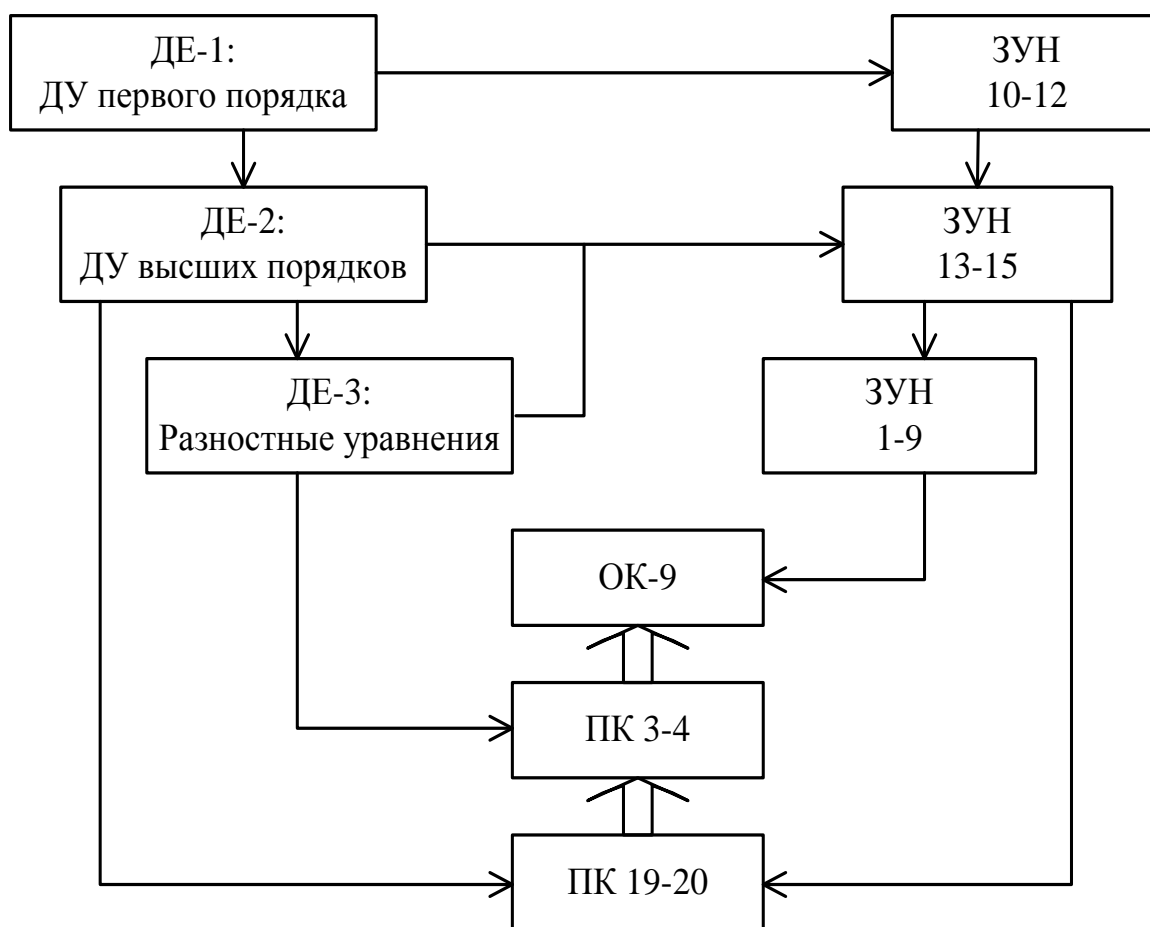 ДЕ-1:
ДУ первого порядка
ЗУН
10-12
ДЕ-2:
ДУ высших порядков
ЗУН
13-15
ДЕ-3:
Разностные уравнения
ЗУН
1-9
ОК-9
ПК 3-4
ПК 19-20